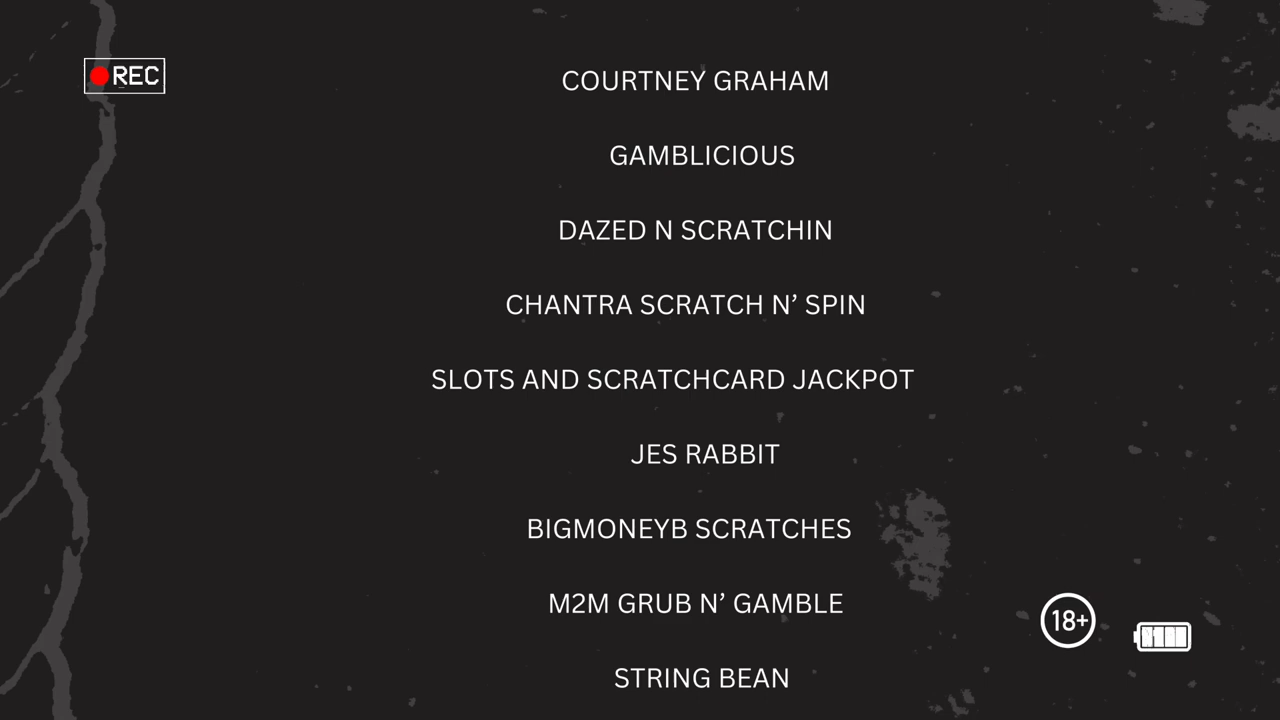 REC
COURTNEY GRAHAM
GAMBLICIOUS
DAZED N SCRATCHIN
CHANTRA SCRATCH N’ SPIN
SLOTS AND SCRATCHCARD JACKPOT
JES RABBIT
BIGMONEYB SCRATCHES
M2M GRUB N’ GAMBLE
18+
STRING BEAN